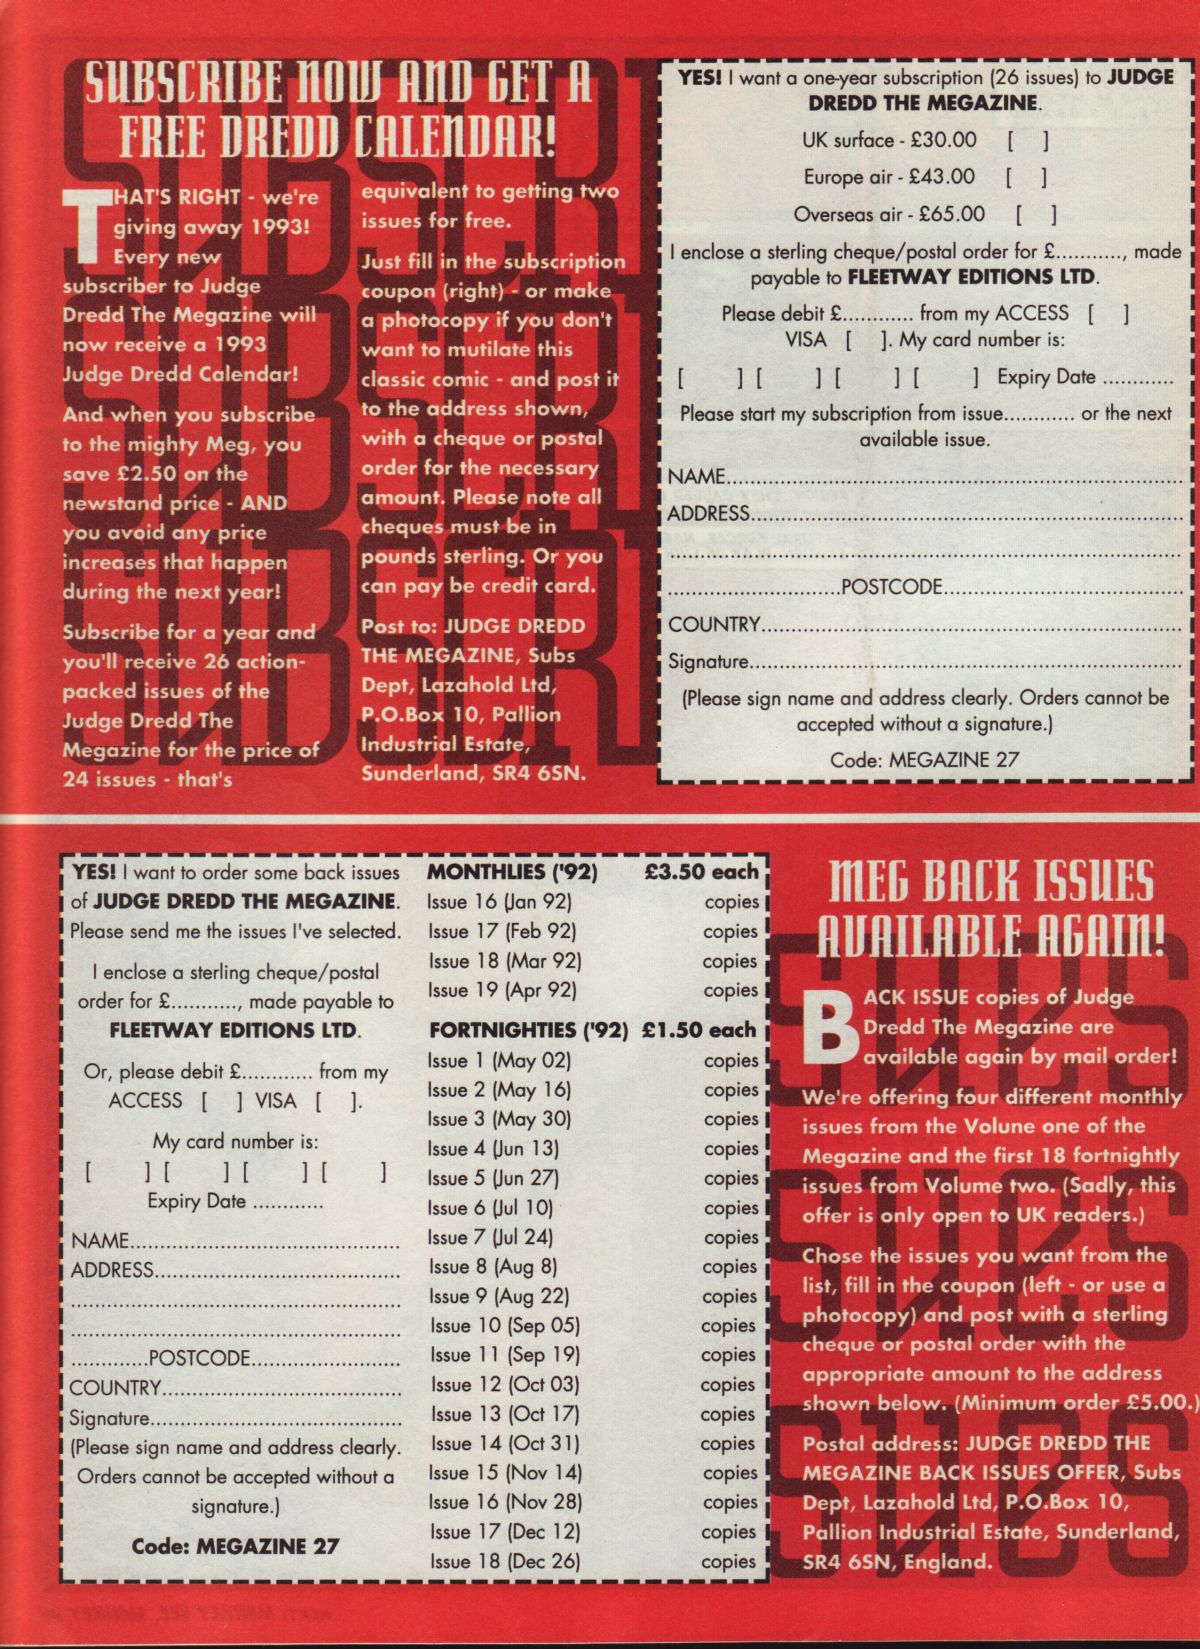 SUBSCRIBE NOW AND GET A
FREE DREDD CALENDAR!
THAT'S RIGHT - we're
giving away 1993!
Every new
subscriber to Judge
Dredd The Megazine will
now receive a 1993
Judge Dredd Calendar!
And when you subscribe
to the mighty Meg, you
save £2.50 on the
newstand price - AND
you avoid any price
increases that happen
during the next year!
Subscribe for a year and
you'll receive 26 action-
packed issues of the
Judge Dredd The
Megazine for the price of
24 issues - that's
equivalent to getting two
issues for free.
Just fill in the subscription
coupon (right) - or make
a photocopy if you don't
want to mutilate this
classic comic - and post it
to the address shown,
with a cheque or postal
order for the necessary
amount. Please note all
cheques must be in
pounds sterling. Or you
can pay be credit card.
Post to: JUDGE DREDD
THE MEGAZINE, Subs
Dept, Lazahold Ltd,
P.O.Box 10, Pallion
Industrial Estate,
Sunderland, SR4 6SN.
YES! I want a one-year subscription (26 issues) to JUDGE
DREDD THE MEGAZINE.
UK surface - £30.00 [ ]
Europe air - £43.00 [ ]
Overseas air - £65.00 [ ]
I enclose a sterling cheque/postal order for £..........., made
payable to FLEETWAY EDITIONS LTD.
Please debit £............ from my ACCESS [ ]
VISA [ ]. My card number is:
[ ] [ ] [ ] [ ] Expiry Date ............
Please start my subscription from issue............ or the next
available issue.
NAME............................................................................
ADDRESS........................................................................
......................................................................................
.............................POSTCODE........................................
COUNTRY......................................................................
Signature........................................................................
(Please sign name and address clearly. Orders cannot be
accepted without a signature.)
Code: MEGAZINE 27
YES! I want to order some back issues
of JUDGE DREDD THE MEGAZINE.
Please send me the issues I've selected.
I enclose a sterling cheque/postal
order for £..........., made payable to
FLEETWAY EDITIONS LTD.
Or, please debit £............ from my
ACCESS [ ] VISA [ ].
My card number is:
[ ] [ ] [ ] [ ]
Expiry Date ............
NAME.............................................
ADDRESS.........................................
.......................................................
.......................................................
.............POSTCODE.........................
COUNTRY........................................
Signature..........................................
(Please sign name and address clearly.
Orders cannot be accepted without a
signature.)
Code: MEGAZINE 27
MONTHLIES ('92) £3.50 each
Issue 16 (Jan 92) copies
Issue 17 (Feb 92) copies
Issue 18 (Mar 92) copies
Issue 19 (Apr 92) copies
FORTNIGHTIES ('92) £1.50 each
Issue 1 (May 02) copies
Issue 2 (May 16) copies
Issue 3 (May 30) copies
Issue 4 (Jun 13) copies
Issue 5 (Jun 27) copies
Issue 6 (Jul 10) copies
Issue 7 (Jul 24) copies
Issue 8 (Aug 8) copies
Issue 9 (Aug 22) copies
Issue 10 (Sep 05) copies
Issue 11 (Sep 19) copies
Issue 12 (Oct 03) copies
Issue 13 (Oct 17) copies
Issue 14 (Oct 31) copies
Issue 15 (Nov 14) copies
Issue 16 (Nov 28) copies
Issue 17 (Dec 12) copies
Issue 18 (Dec 26) copies
MEG BACK ISSUES
AVAILABLE AGAIN!
BACK ISSUE copies of Judge
Dredd The Megazine are
available again by mail order!
We're offering four different monthly
issues from the Volune one of the
Megazine and the first 18 fortnightly
issues from Volume two. (Sadly, this
offer is only open to UK readers.)
Chose the issues you want from the
list, fill in the coupon (left - or use a
photocopy) and post with a sterling
cheque or postal order with the
appropriate amount to the address
shown below. (Minimum order £5.00.)
Postal address: JUDGE DREDD THE
MEGAZINE BACK ISSUES OFFER, Subs
Dept, Lazahold Ltd, P.O.Box 10,
Pallion Industrial Estate, Sunderland,
SR4 6SN, England.